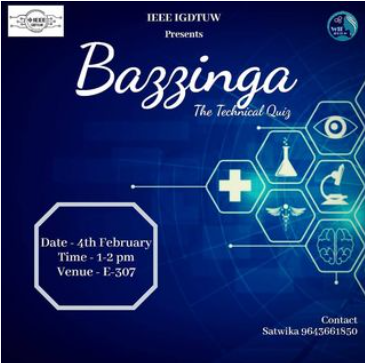 IEEE IGDTUW
Presents
Bazzinga
The Technical Quiz
Date - 4th February
Time - 1-2 pm
Venue - E-307
Contact
Satwika 9643661850